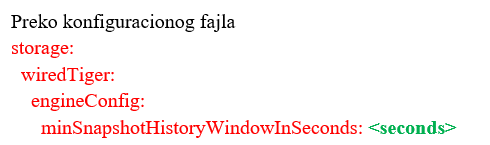 Preko konfiguracionog fajla
storage:
wiredTiger:
engineConfig:
minSnapshotHistoryWindowInSeconds: <seconds>